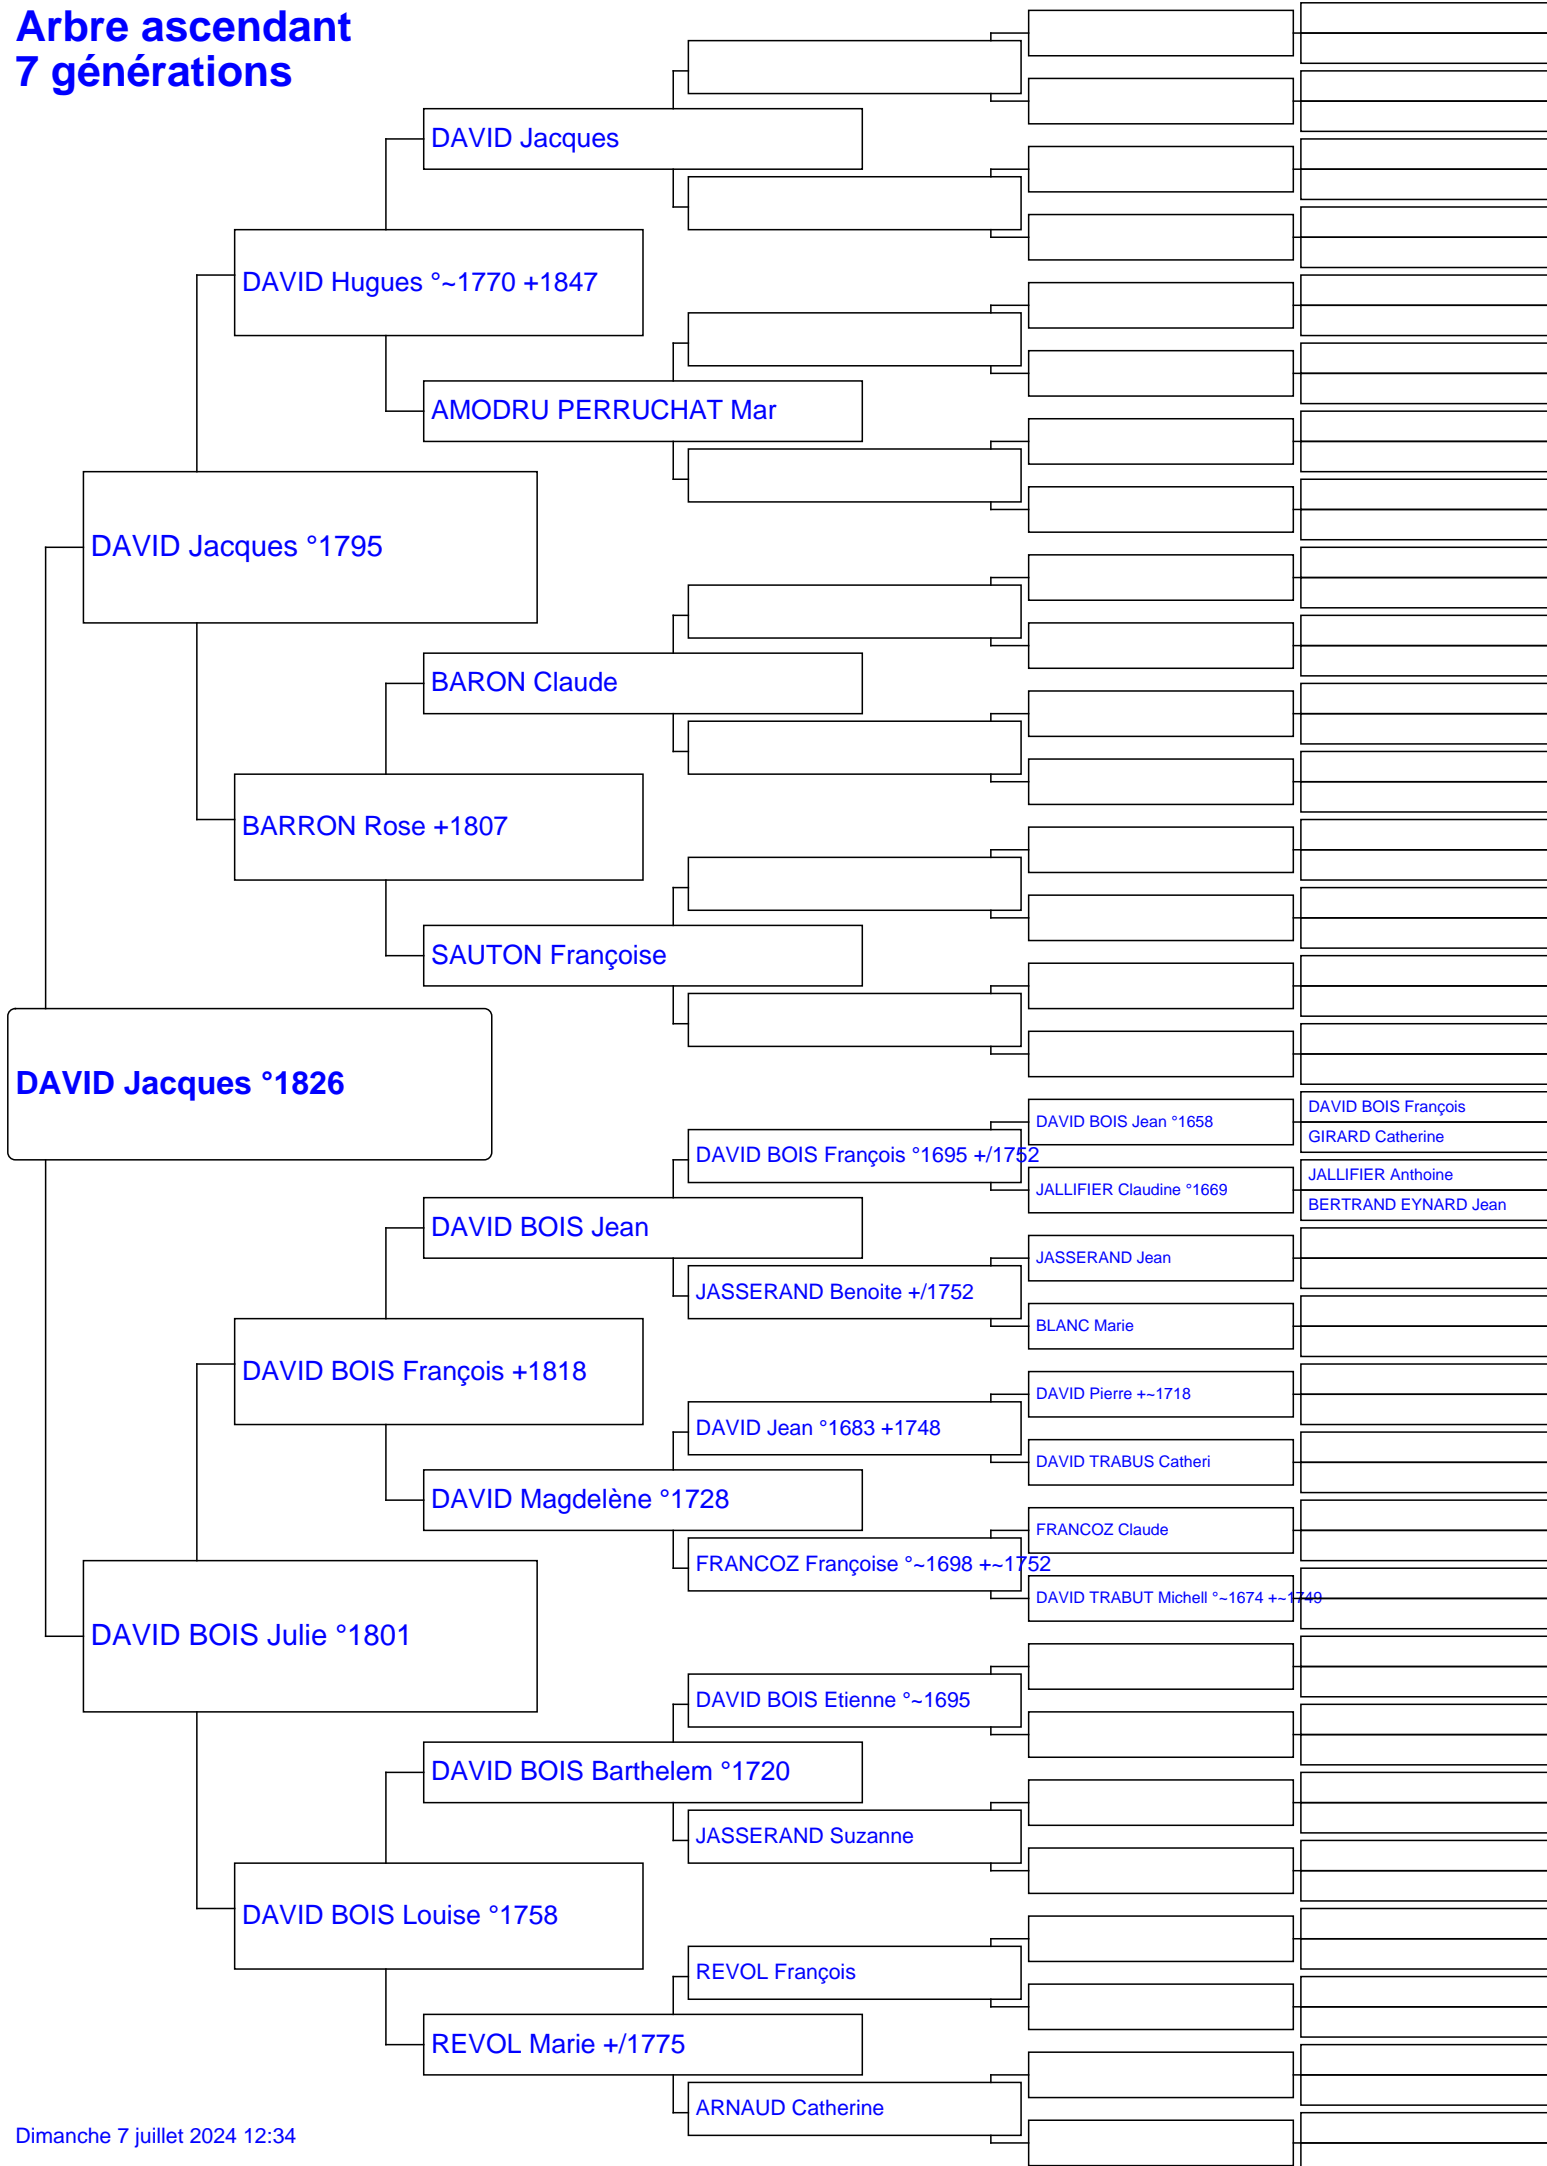 Arbre ascendant
7 générations
DAVID Jacques
DAVID Hugues °~1770 +1847
AMODRU PERRUCHAT Mar
DAVID Jacques °1795
BARON Claude
BARRON Rose +1807
SAUTON Françoise
DAVID Jacques °1826
DAVID BOIS François
DAVID BOIS Jean °1658
GIRARD Catherine
DAVID BOIS François °1695 +/1752
JALLIFIER Anthoine
JALLIFIER Claudine °1669
BERTRAND EYNARD Jean
DAVID BOIS Jean
JASSERAND Jean
JASSERAND Benoite +/1752
BLANC Marie
DAVID BOIS François +1818
DAVID Pierre +~1718
DAVID Jean °1683 +1748
DAVID TRABUS Catheri
DAVID Magdelène °1728
FRANCOZ Claude
FRANCOZ Françoise °~1698 +~1752
DAVID TRABUT Michell °~1674 +~1749
DAVID BOIS Julie °1801
DAVID BOIS Etienne °~1695
DAVID BOIS Barthelem °1720
JASSERAND Suzanne
DAVID BOIS Louise °1758
REVOL François
REVOL Marie +/1775
ARNAUD Catherine
Dimanche 7 juillet 2024 12:34